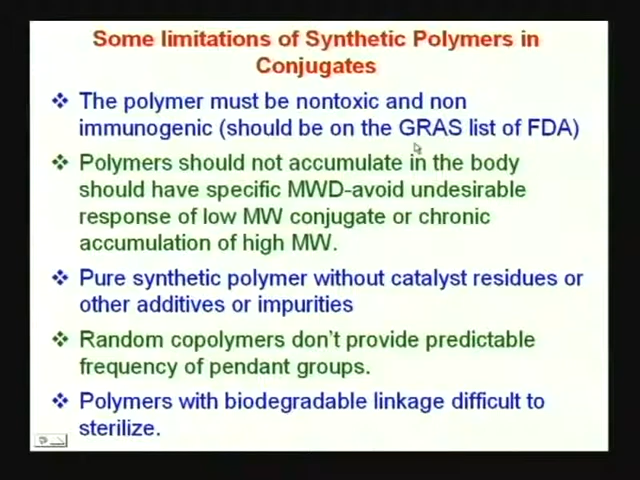 Some limitations of Synthetic Polymers in
Conjugates
❖ The polymer must be nontoxic and non
immunogenic (should be on the GRAS list of FDA)
❖ Polymers should not accumulate in the body
should have specific MWD-avoid undesirable
response of low MW conjugate or chronic
accumulation of high MW.
❖ Pure synthetic polymer without catalyst residues or
other additives or impurities
❖ Random copolymers don't provide predictable
frequency of pendant groups.
❖ Polymers with biodegradable linkage difficult to
sterilize.